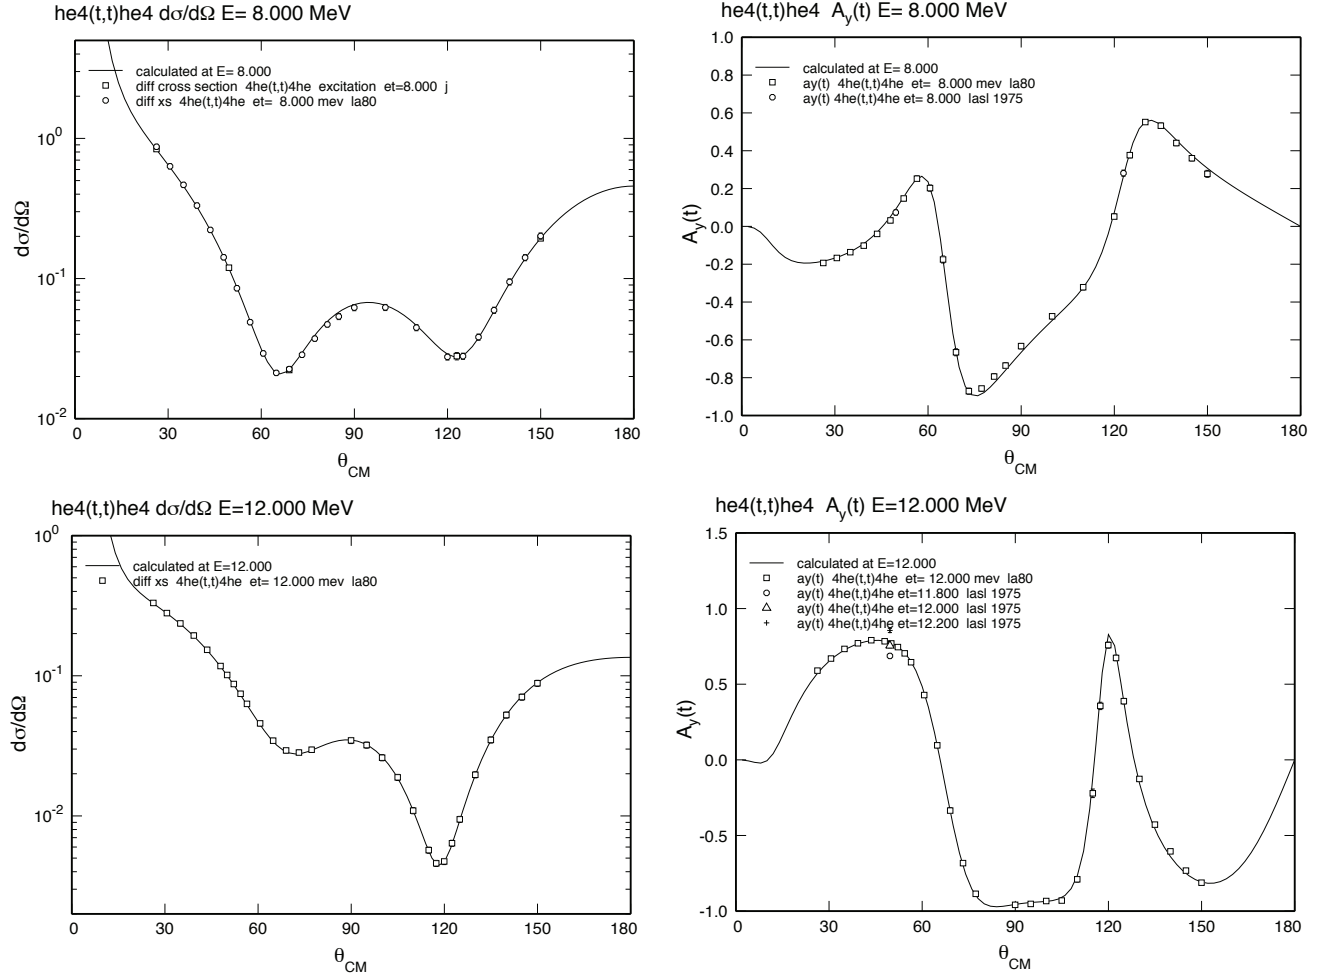 he4(t,t)he4 dσ/dΩ E= 8.000 MeV
calculated at E= 8.000
diff cross section 4he(t,t)4he excitation et=8.000 j
diff xs 4he(t,t)4he et= 8.000 mev la80
10^0
10^-1
10^-2
dσ/dΩ
0 30 60 90 120 150 180
θCM
he4(t,t)he4 Ay(t) E= 8.000 MeV
calculated at E= 8.000
ay(t) 4he(t,t)4he et= 8.000 mev la80
ay(t) 4he(t,t)4he et= 8.000 lasl 1975
1.0
0.8
0.6
0.4
0.2
0.0
-0.2
-0.4
-0.6
-0.8
-1.0
Ay(t)
0 30 60 90 120 150 180
θCM
he4(t,t)he4 dσ/dΩ E=12.000 MeV
calculated at E=12.000
diff xs 4he(t,t)4he et= 12.000 mev la80
10^0
10^-1
10^-2
dσ/dΩ
0 30 60 90 120 150 180
θCM
he4(t,t)he4 Ay(t) E=12.000 MeV
calculated at E=12.000
ay(t) 4he(t,t)4he et= 12.000 mev la80
ay(t) 4he(t,t)4he et=11.800 lasl 1975
ay(t) 4he(t,t)4he et=12.000 lasl 1975
ay(t) 4he(t,t)4he et=12.200 lasl 1975
1.5
1.0
0.5
0.0
-0.5
-1.0
Ay(t)
0 30 60 90 120 150 180
θCM